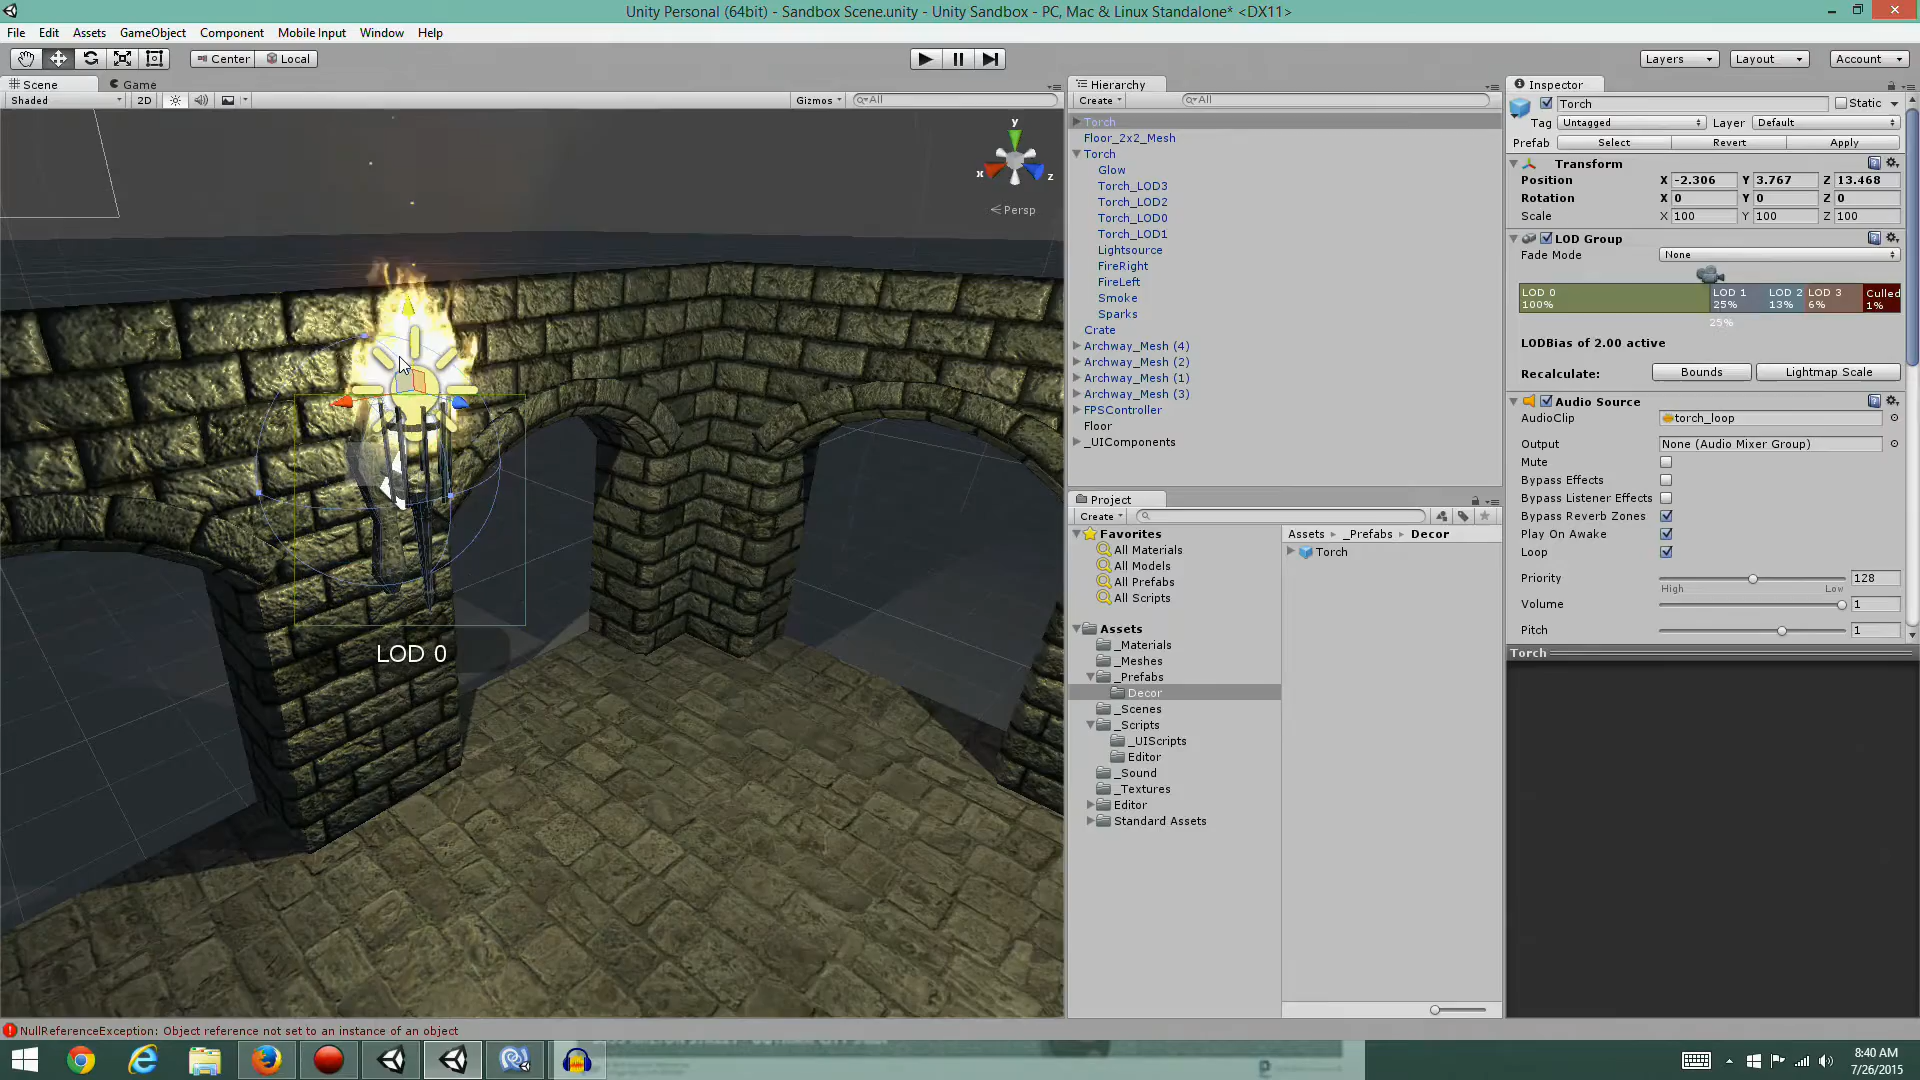 Unity Personal (64bit) - Sandbox Scene.unity - Unity Sandbox - PC, Mac & Linux Standalone* <DX11>
File Edit Assets GameObject Component Mobile Input Window Help
Center Local
Layers Layout Account
Scene Game
Shaded 2D Gizmos All
y
x
z
Persp
LOD 0
Hierarchy
Create All
Torch
Floor_2x2_Mesh
Torch
Glow
Torch_LOD3
Torch_LOD2
Torch_LOD0
Torch_LOD1
Lightsource
FireRight
FireLeft
Smoke
Sparks
Crate
Archway_Mesh (4)
Archway_Mesh (2)
Archway_Mesh (1)
Archway_Mesh (3)
FPSController
Floor
_UIComponents
Project
Create
Favorites
All Materials
All Models
All Prefabs
All Scripts
Assets
_Materials
_Meshes
_Prefabs
Decor
_Scenes
_Scripts
_UIScripts
Editor
_Sound
_Textures
Editor
Standard Assets
Assets _Prefabs Decor
Torch
Inspector
Torch Static
Tag Untagged Layer Default
Prefab Select Revert Apply
Transform
Position X -2.306 Y 3.767 Z 13.468
Rotation X 0 Y 0 Z 0
Scale X 100 Y 100 Z 100
LOD Group
Fade Mode None
LOD 0 LOD 1 LOD 2 LOD 3 Culled
100% 25% 13% 6% 1%
25%
LODBias of 2.00 active
Recalculate: Bounds Lightmap Scale
Audio Source
AudioClip torch_loop
Output None (Audio Mixer Group)
Mute
Bypass Effects
Bypass Listener Effects
Bypass Reverb Zones
Play On Awake
Loop
Priority 128
High Low
Volume 1
Pitch 1
Torch
NullReferenceException: Object reference not set to an instance of an object
8:40 AM
7/26/2015